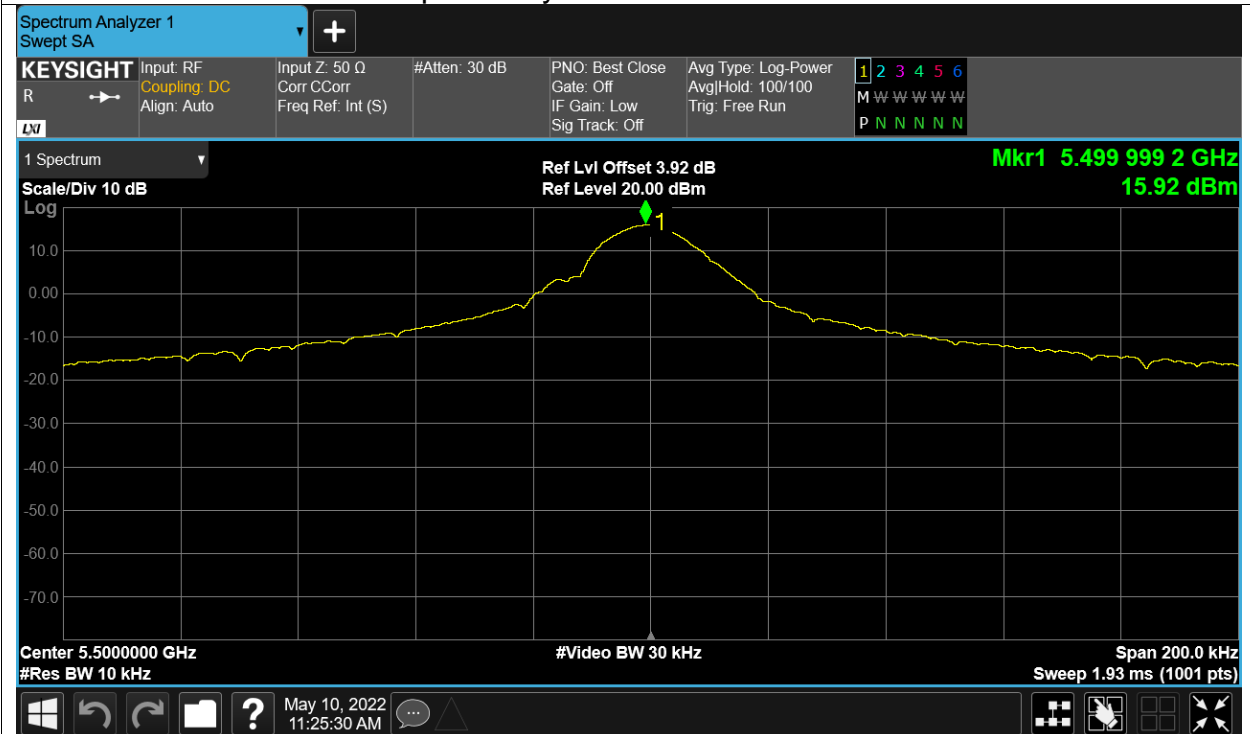 Spectrum Analyzer 1
Swept SA
+
KEYSIGHT
R
LXI
Input: RF
Coupling: DC
Align: Auto
Input Z: 50 Ω
Corr CCorr
Freq Ref: Int (S)
#Atten: 30 dB
PNO: Best Close
Gate: Off
IF Gain: Low
Sig Track: Off
Avg Type: Log-Power
Avg|Hold: 100/100
Trig: Free Run
1 2 3 4 5 6
M W W W W W
P N N N N N
1 Spectrum
Scale/Div 10 dB
Log
Ref Lvl Offset 3.92 dB
Ref Level 20.00 dBm
Mkr1 5.499 999 2 GHz
15.92 dBm
1
10.0
0.00
-10.0
-20.0
-30.0
-40.0
-50.0
-60.0
-70.0
Center 5.5000000 GHz
#Res BW 10 kHz
#Video BW 30 kHz
Span 200.0 kHz
Sweep 1.93 ms (1001 pts)
?
May 10, 2022
11:25:30 AM